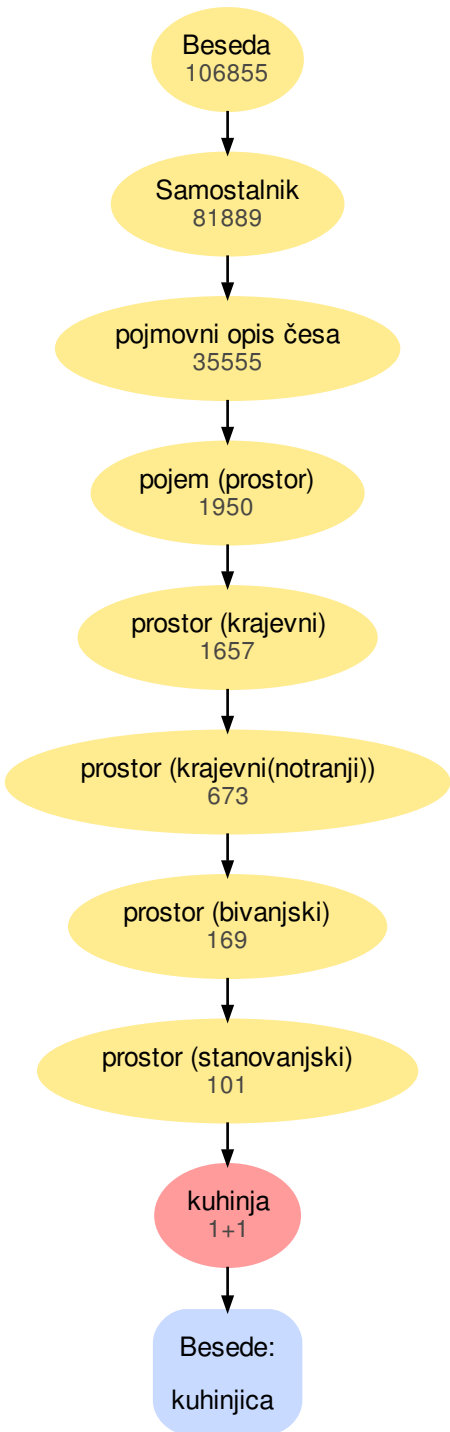 Beseda
106855
Samostalnik
81889
pojmovni opis česa
35555
pojem (prostor)
1950
prostor (krajevni)
1657
prostor (krajevni(notranji))
673
prostor (bivanjski)
169
prostor (stanovanjski)
101
kuhinja
1+1
Besede:
kuhinjica